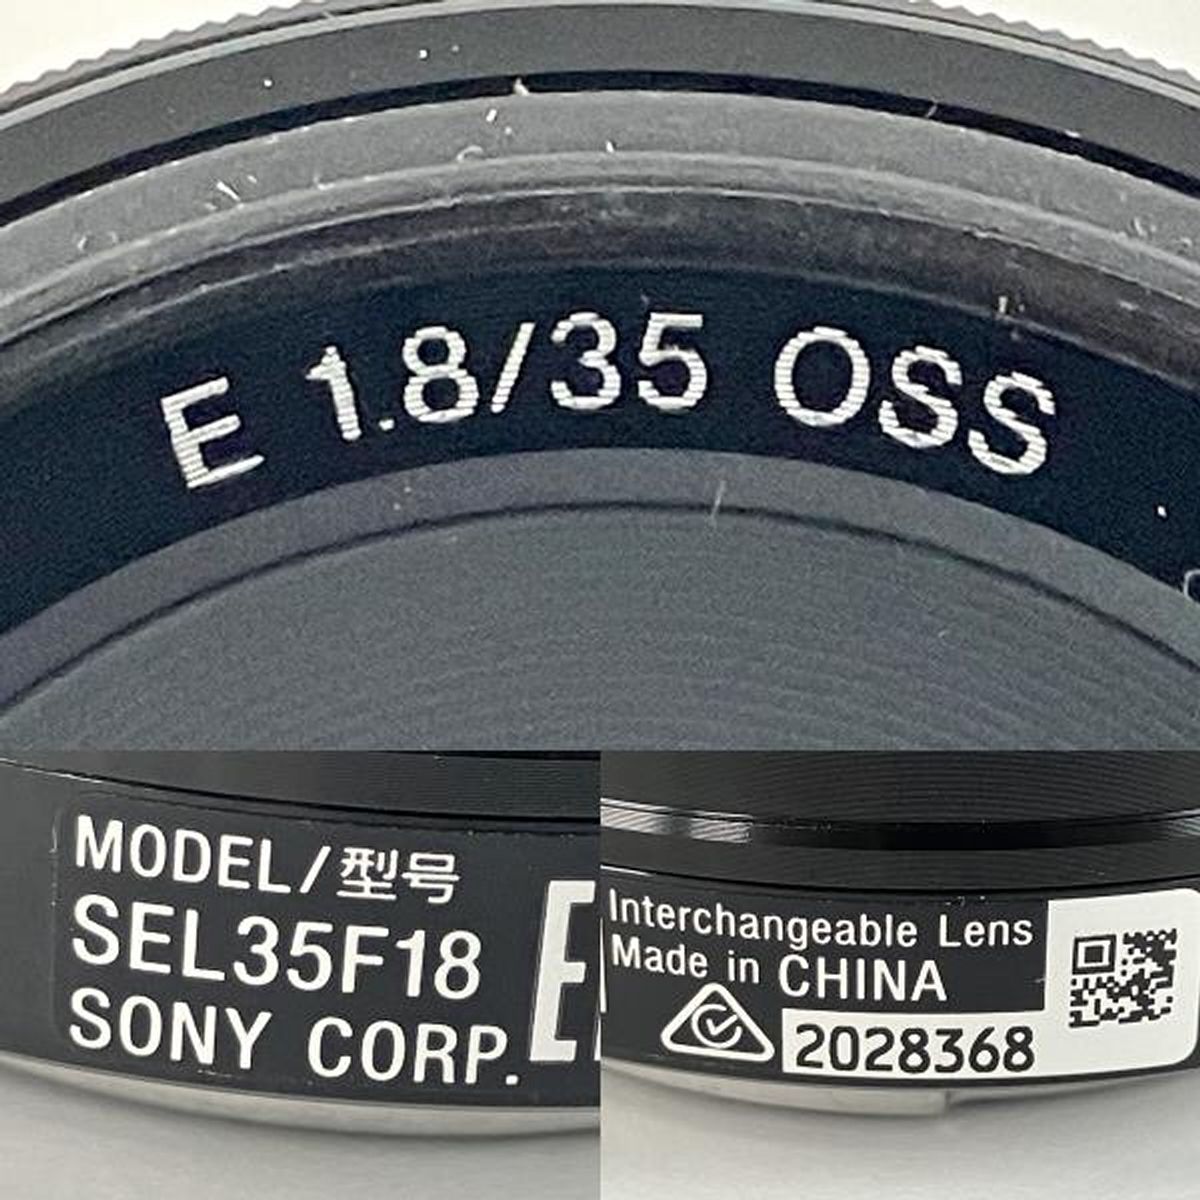 E 1.8/35 OSS
MODEL/型号
SEL35F18
SONY CORP.
E
Interchangeable Lens
Made in CHINA
2028368